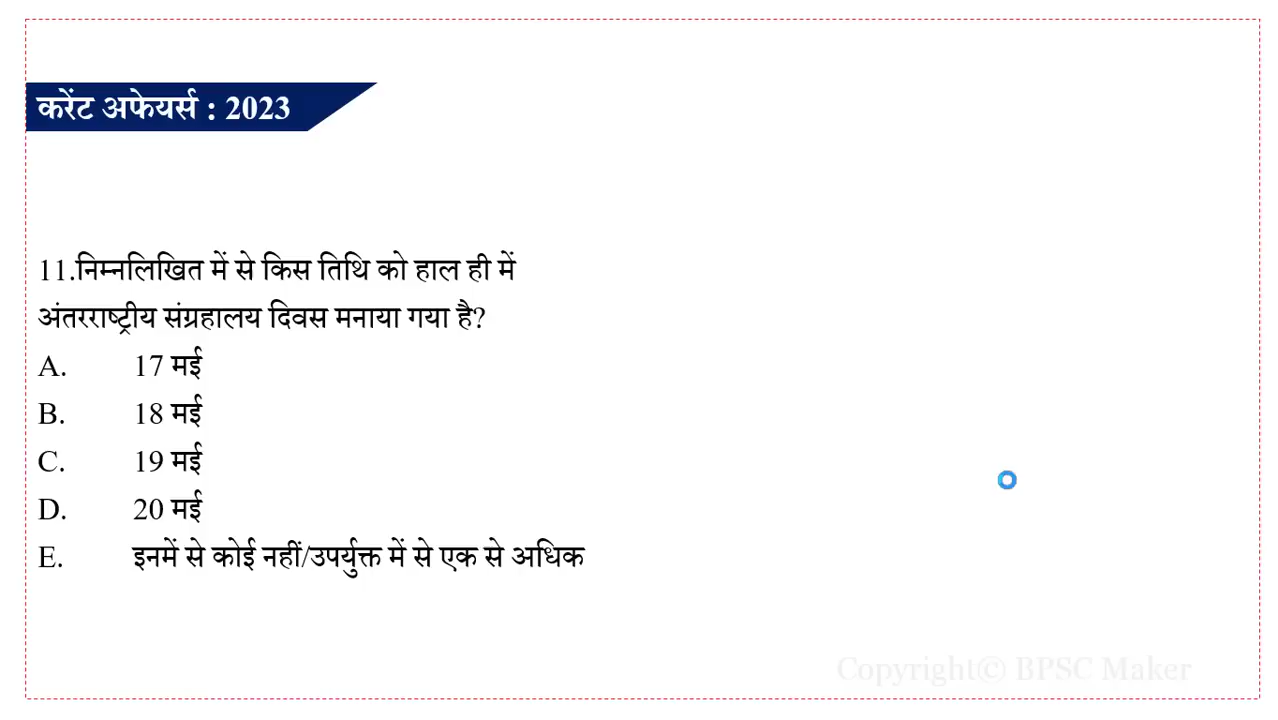 करेंट अफेयर्स : 2023
11.निम्नलिखित में से किस तिथि को हाल ही में
अंतरराष्ट्रीय संग्रहालय दिवस मनाया गया है?
A. 17 मई
B. 18 मई
C. 19 मई
D. 20 मई
E. इनमें से कोई नहीं/उपर्युक्त में से एक से अधिक
Copyright© BPSC Maker